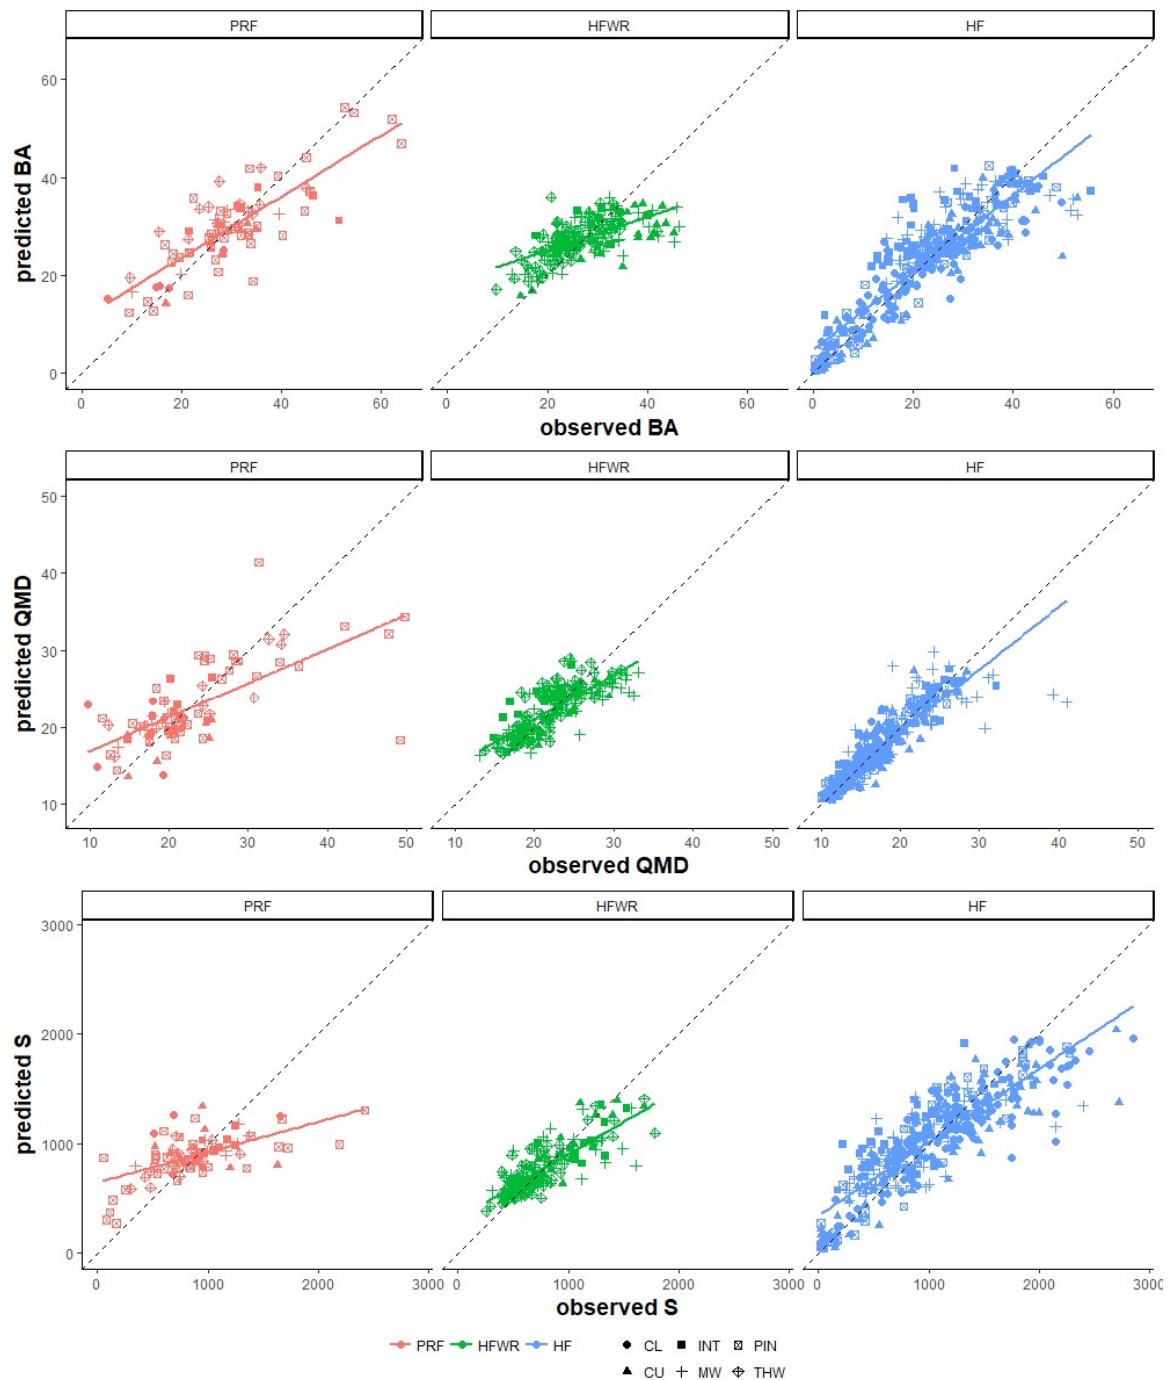 PRF HFWR HF
60
40
20
0
predicted BA
0 20 40 60 0 20 40 60 0 20 40 60
observed BA
PRF HFWR HF
50
40
30
20
10
predicted QMD
10 20 30 40 50 10 20 30 40 50 10 20 30 40 50
observed QMD
PRF HFWR HF
3000
2000
1000
0
predicted S
0 1000 2000 3000 0 1000 2000 3000 0 1000 2000 3000
observed S
PRF HFWR HF CL INT PIN
CU MW THW